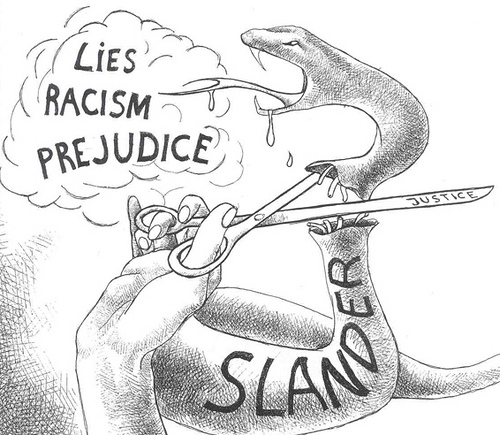 LiES
RACISM
PREJUDICE
JUSTICE
SLANDER